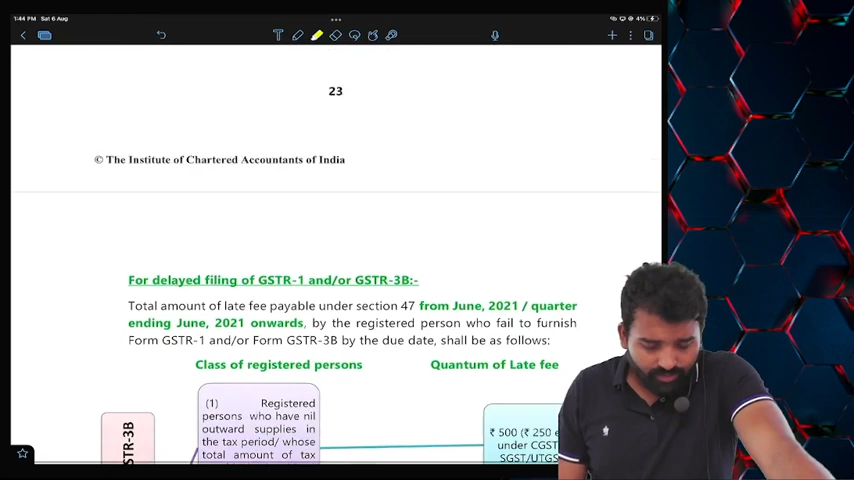 1:44 PM Sat 6 Aug
4%
23
© The Institute of Chartered Accountants of India
For delayed filing of GSTR-1 and/or GSTR-3B:-
Total amount of late fee payable under section 47 from June, 2021 / quarter
ending June, 2021 onwards, by the registered person who fail to furnish
Form GSTR-1 and/or Form GSTR-3B by the due date, shall be as follows:
Class of registered persons
Quantum of Late fee
STR-3B
(1) Registered
persons who have nil
outward supplies in
the tax period/ whose
total amount of tax
₹ 500 (₹ 250 e
under CGST
SGST/UTGS